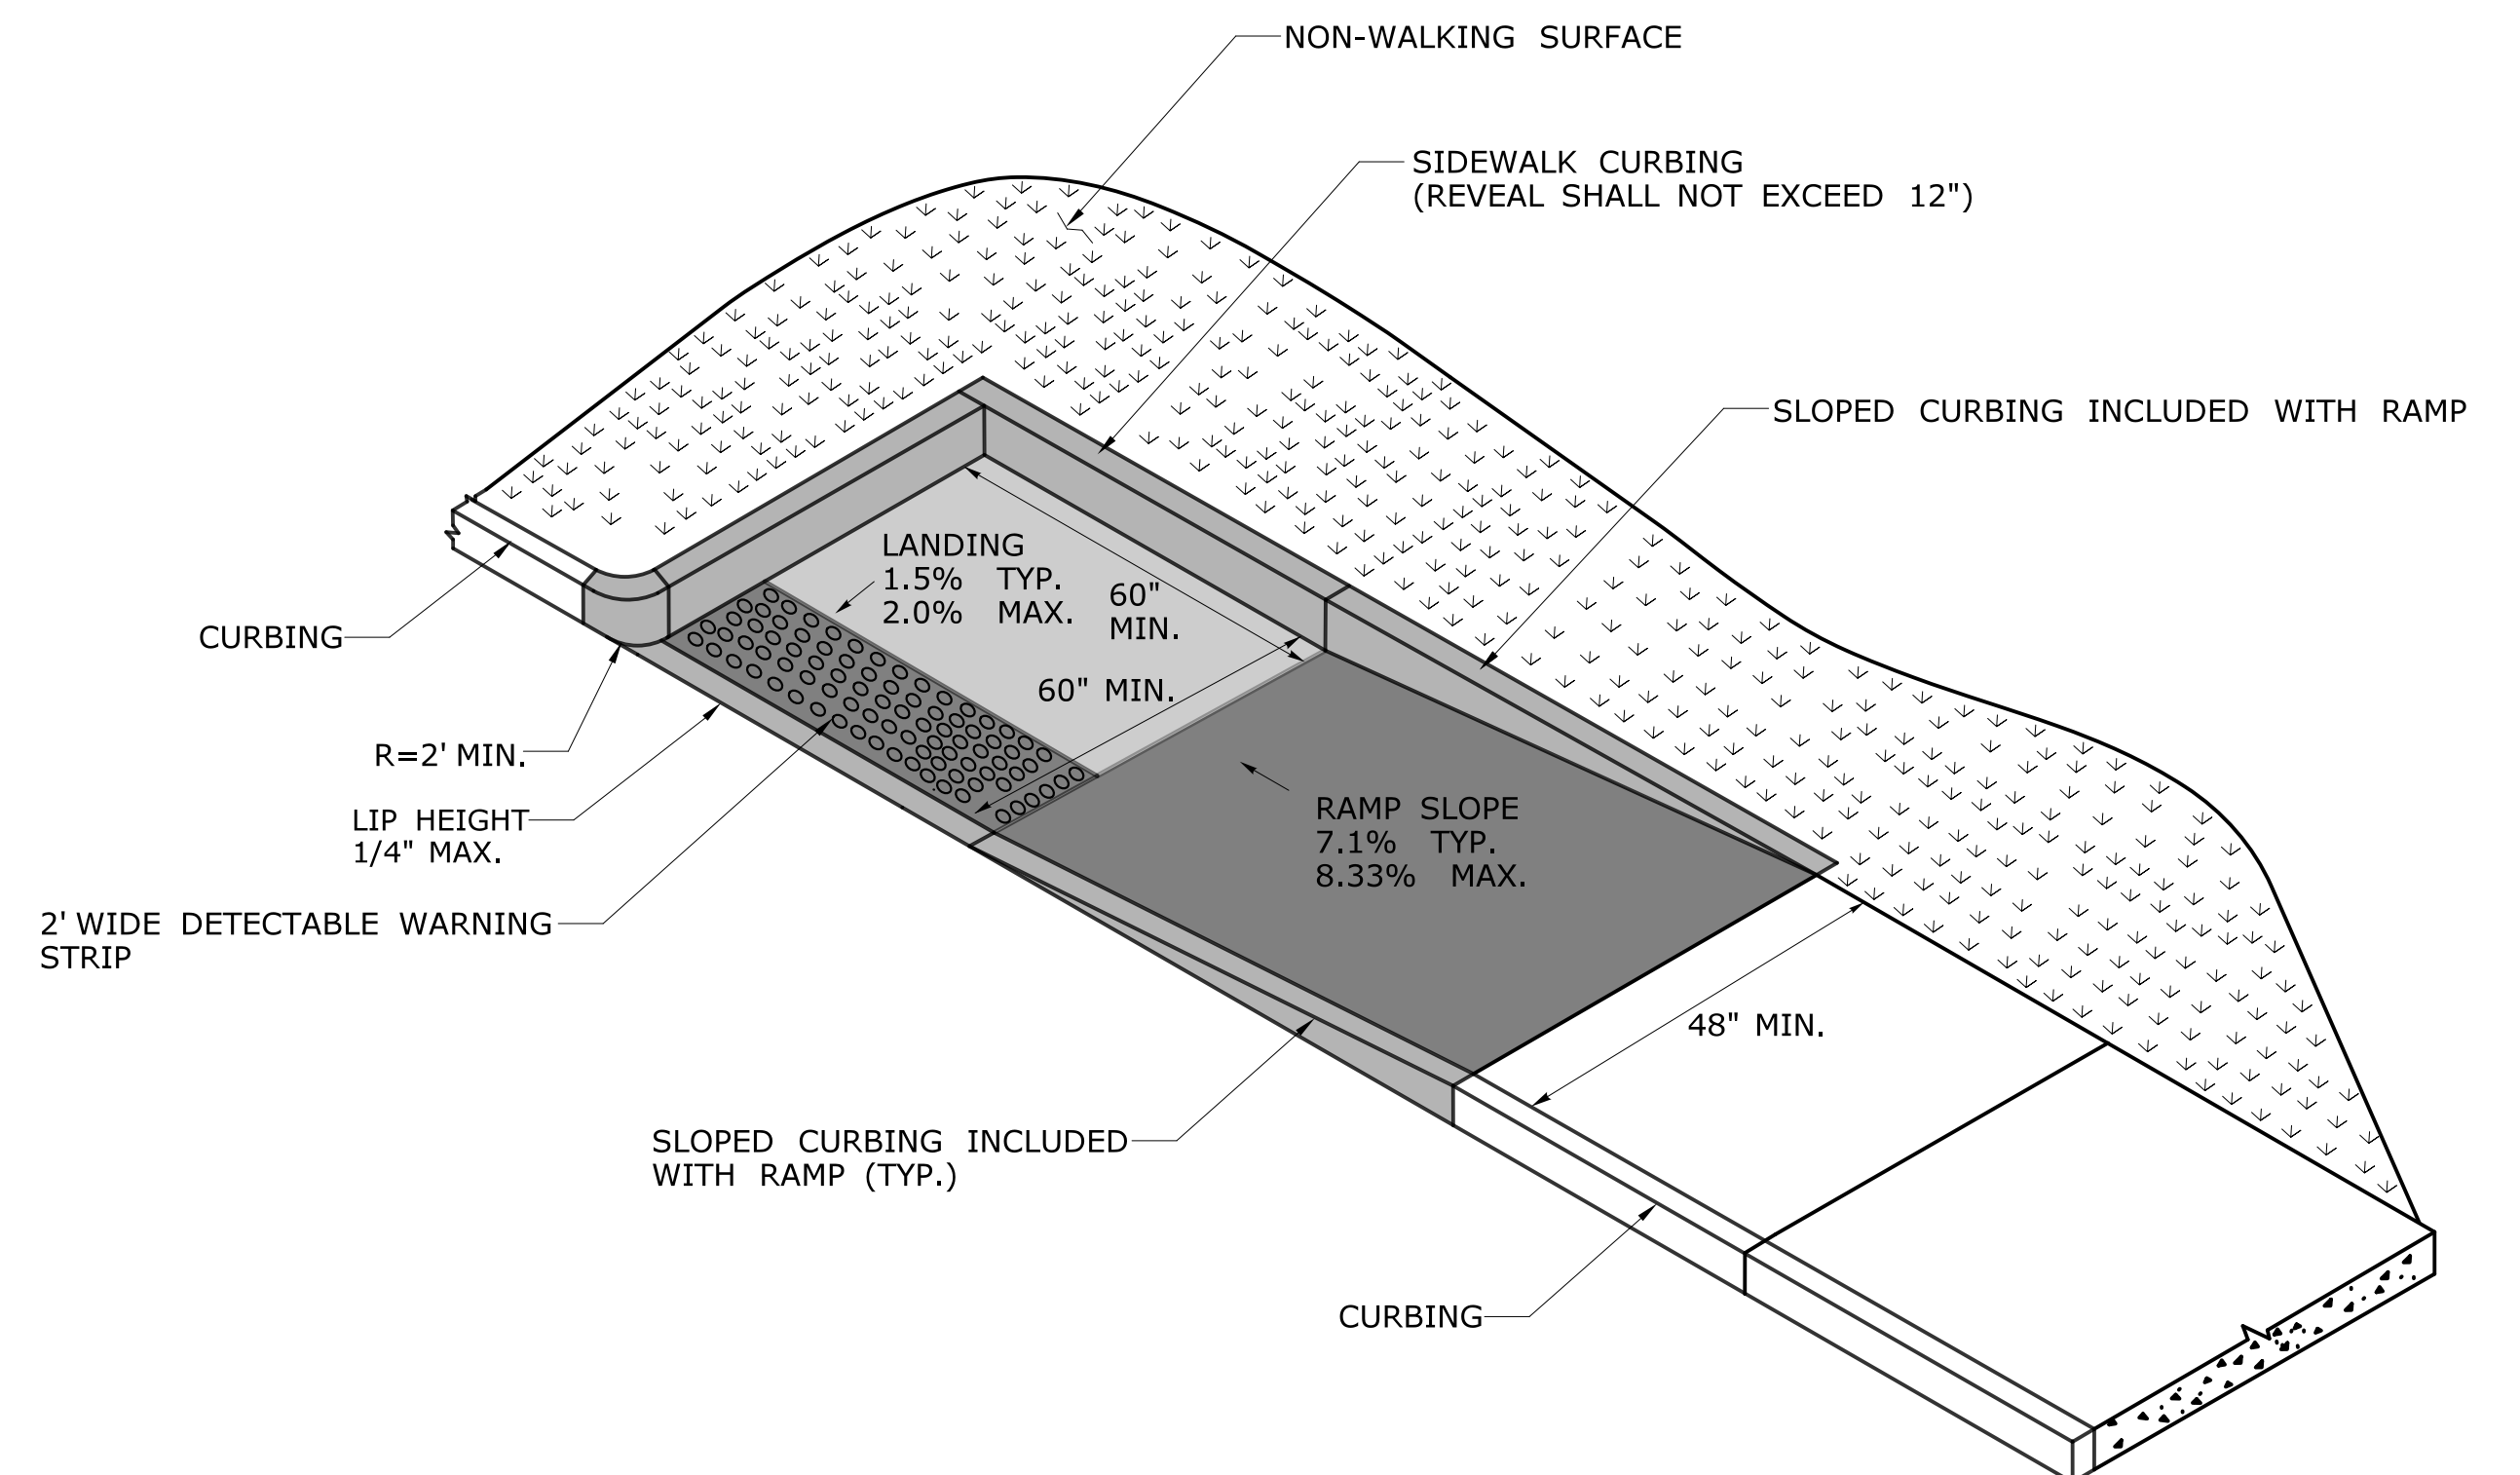 NON-WALKING SURFACE
SIDEWALK CURBING
(REVEAL SHALL NOT EXCEED 12")
SLOPED CURBING INCLUDED WITH RAMP
LANDING
1.5% TYP.
2.0% MAX.
60"
MIN.
60" MIN.
CURBING
R=2' MIN.
LIP HEIGHT
1/4" MAX.
2' WIDE DETECTABLE WARNING
STRIP
RAMP SLOPE
7.1% TYP.
8.33% MAX.
48" MIN.
SLOPED CURBING INCLUDED
WITH RAMP (TYP.)
CURBING